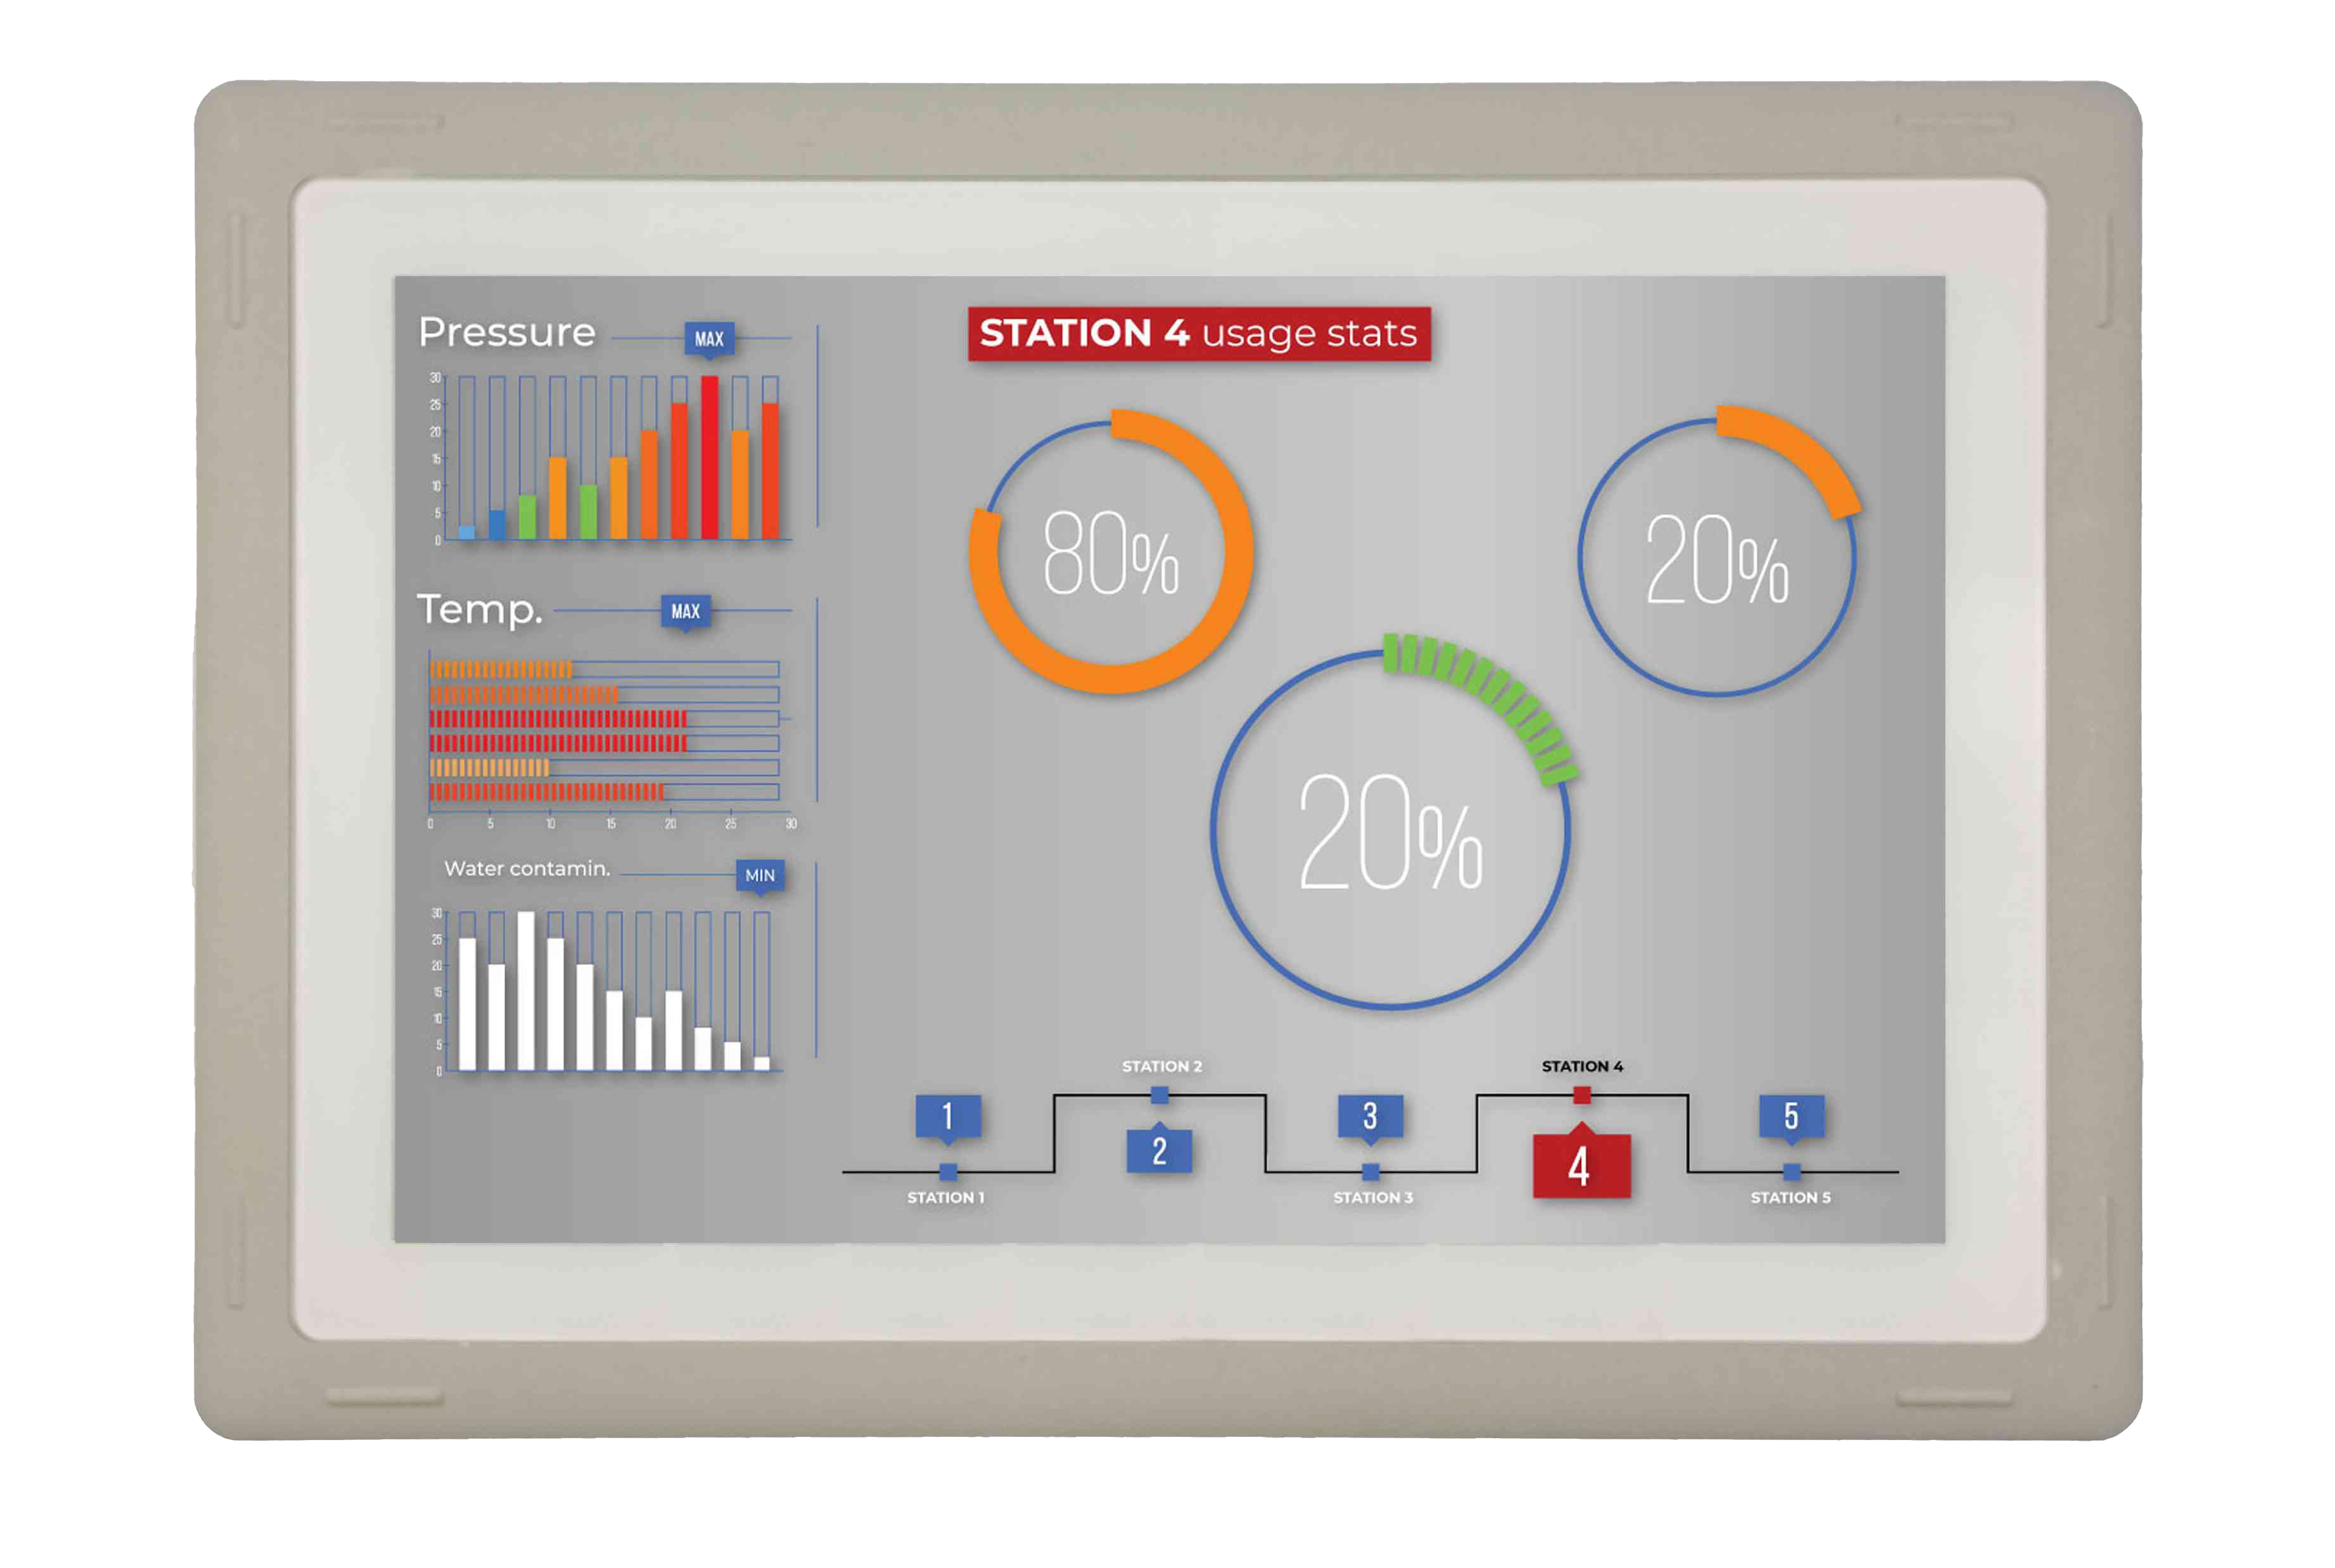 Pressure
MAX
30
25
20
15
10
5
0
Temp.
MAX
0 5 10 15 20 25 30
Water contamin.
MIN
30
25
20
15
10
5
0
STATION 4 usage stats
80%
20%
20%
STATION 2
STATION 4
1
3
5
2
4
STATION 1
STATION 3
STATION 5